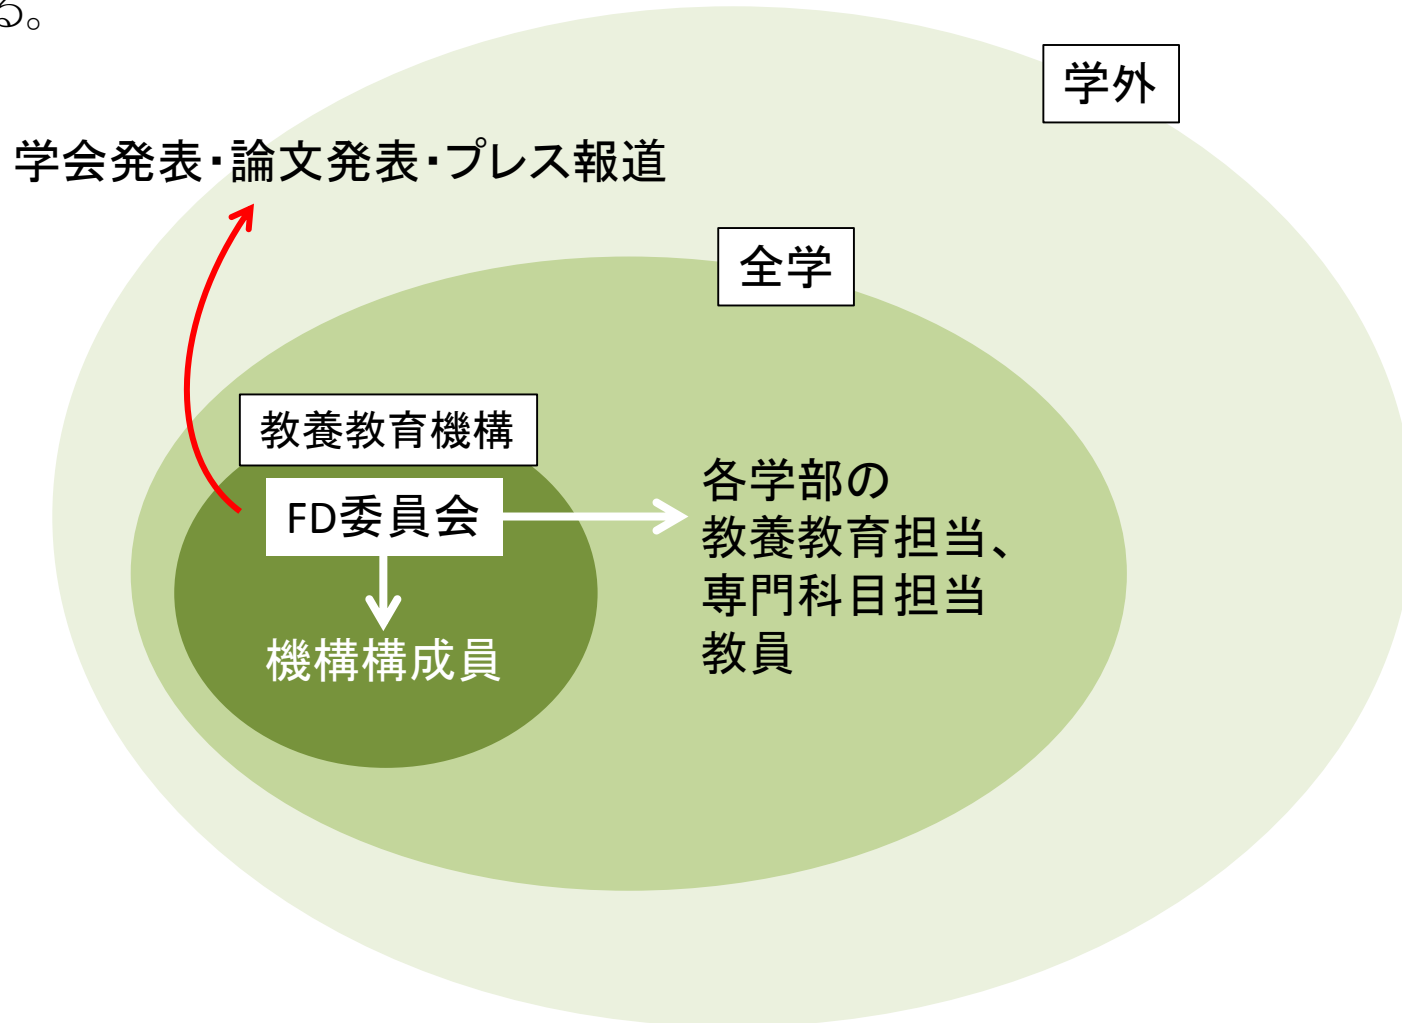 る。
学外
学会発表・論文発表・プレス報道
全学
教養教育機構
FD委員会
機構構成員
各学部の
教養教育担当、
専門科目担当
教員